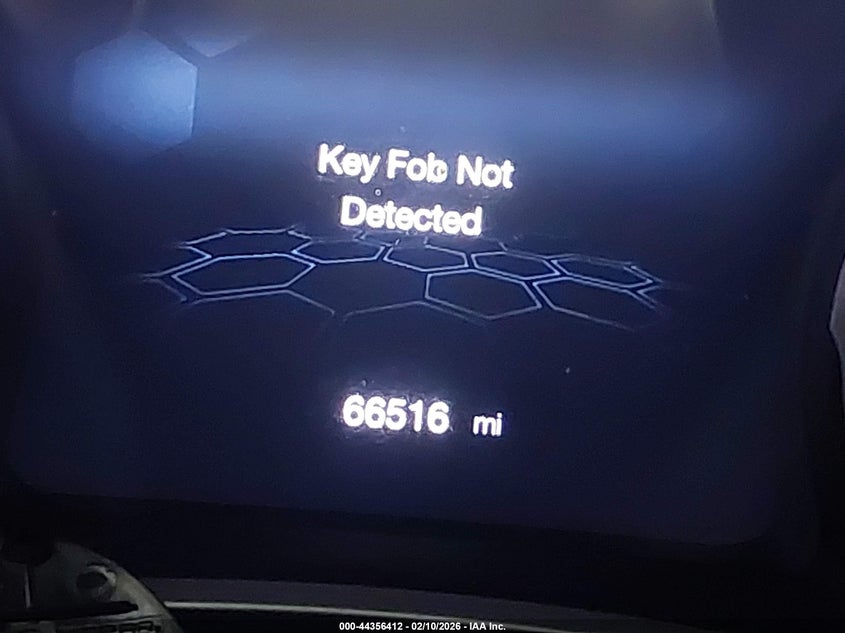 Key Fob Not
Detected
66516 mi
000-44356412 - 02/10/2026 - IAA Inc.